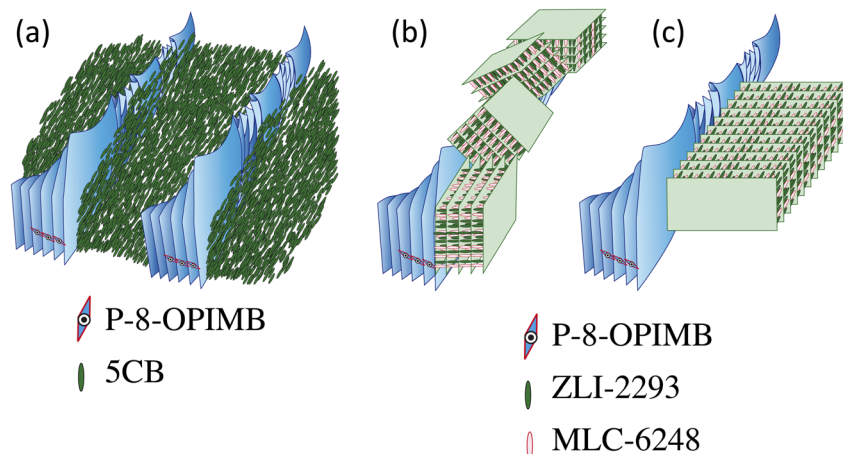 (a)
(b)
(c)
P-8-OPIMB
5CB
P-8-OPIMB
ZLI-2293
MLC-6248